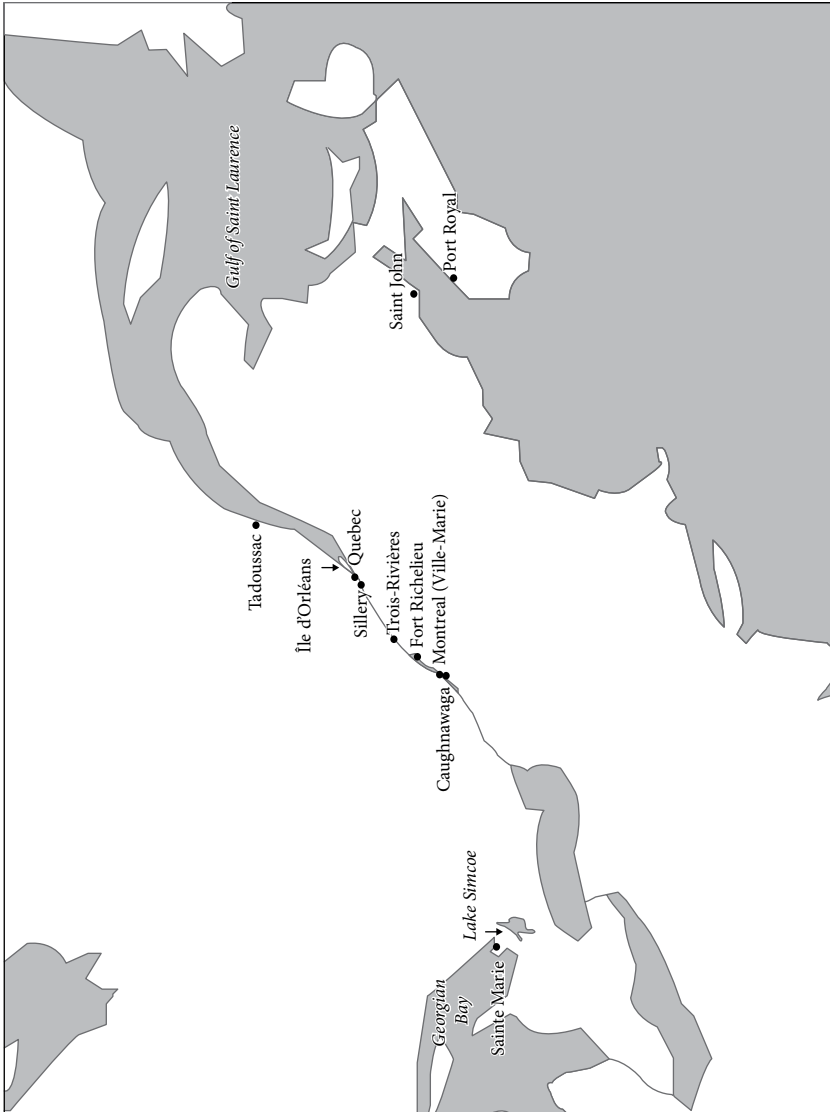 Gulf of Saint Laurence
Port Royal
Saint John
Tadoussac
Île d'Orléans
Quebec
Sillery
Trois-Rivières
Fort Richelieu
Montreal (Ville-Marie)
Caughnawaga
Lake Simcoe
Georgian
Bay
Sainte Marie